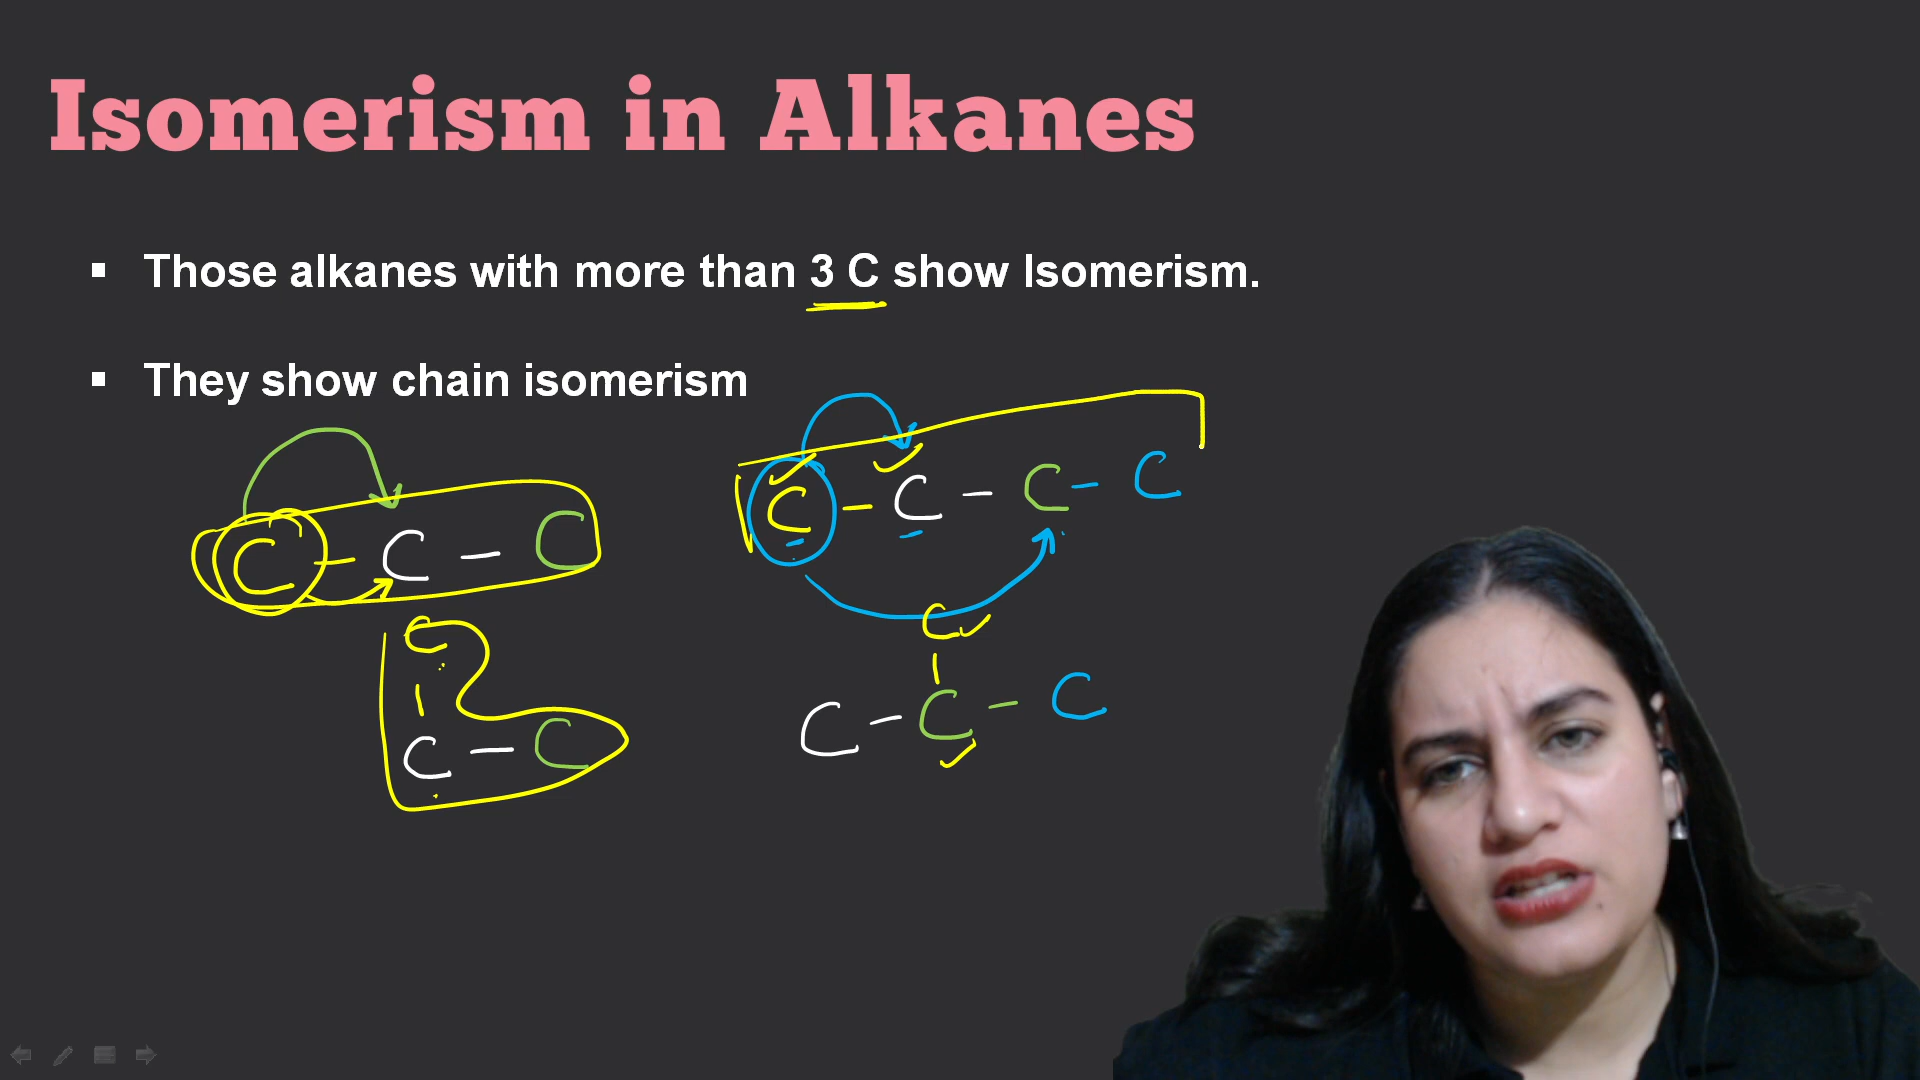 Isomerism in Alkanes
▪ Those alkanes with more than 3 C show Isomerism.
▪ They show chain isomerism
C - C - C - C
C - C - C
C
C
C - C - C
C - C